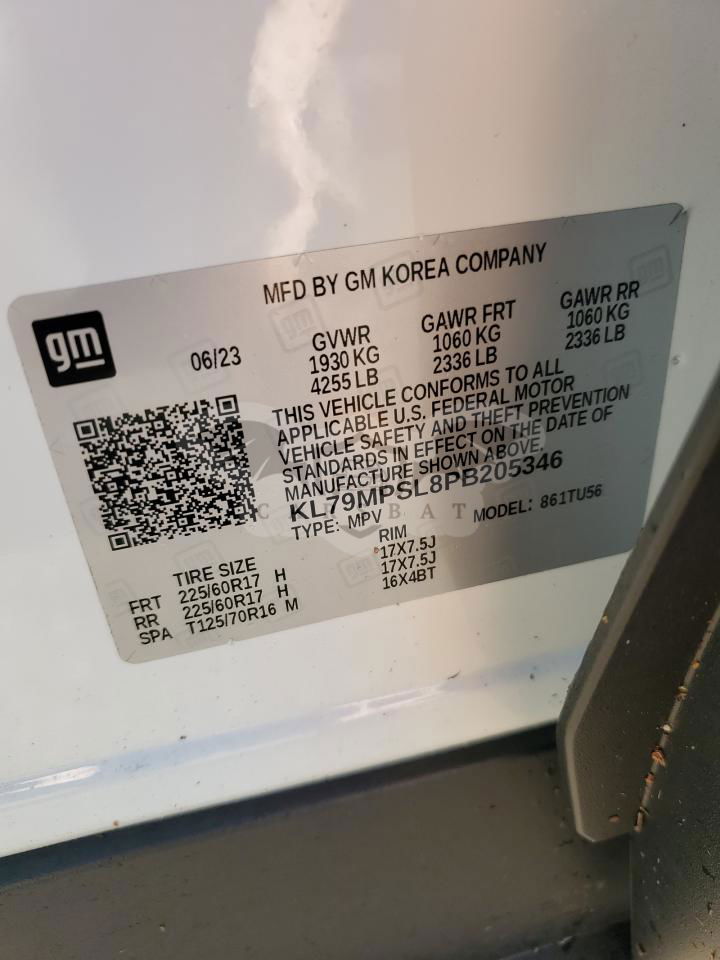 MFD BY GM KOREA COMPANY
gm
06/23
GVWR
1930 KG
4255 LB
GAWR FRT
1060 KG
2336 LB
GAWR RR
1060 KG
2336 LB
THIS VEHICLE CONFORMS TO ALL
APPLICABLE U.S. FEDERAL MOTOR
VEHICLE SAFETY AND THEFT PREVENTION
STANDARDS IN EFFECT ON THE DATE OF
MANUFACTURE SHOWN ABOVE.
KL79MPSL8PB205346
TYPE: MPV
MODEL: 861TU56
TIRE SIZE
RIM
FRT 225/60R17 H 17X7.5J
RR 225/60R17 H 17X7.5J
SPA T125/70R16 M 16X4BT